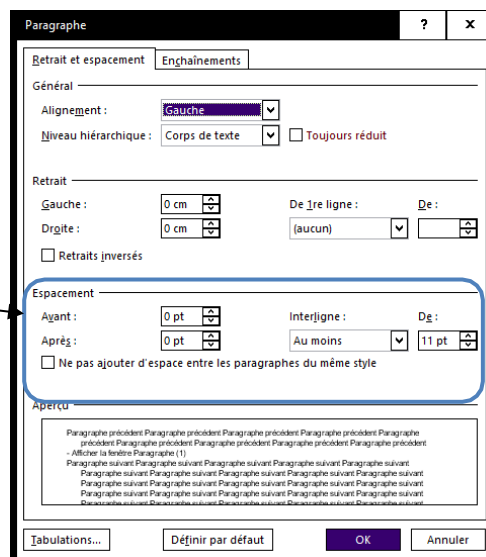 Paragraphe ? x
Retrait et espacement Enchaînements
Général
Alignement : Gauche
Niveau hiérarchique : Corps de texte Toujours réduit
Retrait
Gauche : 0 cm De 1re ligne : De :
Droite : 0 cm (aucun)
Retraits inversés
Espacement
Avant : 0 pt Interligne : De :
Après : 0 pt Au moins 11 pt
Ne pas ajouter d'espace entre les paragraphes du même style
Aperçu
Paragraphe précédent Paragraphe précédent Paragraphe précédent Paragraphe précédent Paragraphe
précédent Paragraphe précédent Paragraphe précédent Paragraphe précédent Paragraphe précédent
- Afficher la fenêtre Paragraphe (1)
Paragraphe suivant Paragraphe suivant Paragraphe suivant Paragraphe suivant Paragraphe suivant
Paragraphe suivant Paragraphe suivant Paragraphe suivant Paragraphe suivant Paragraphe suivant
Paragraphe suivant Paragraphe suivant Paragraphe suivant Paragraphe suivant Paragraphe suivant
Paragraphe suivant Paragraphe suivant Paragraphe suivant Paragraphe suivant Paragraphe suivant
Paragraphe suivant Paragraphe suivant Paragraphe suivant Paragraphe suivant Paragraphe suivant
Tabulations... Définir par défaut OK Annuler